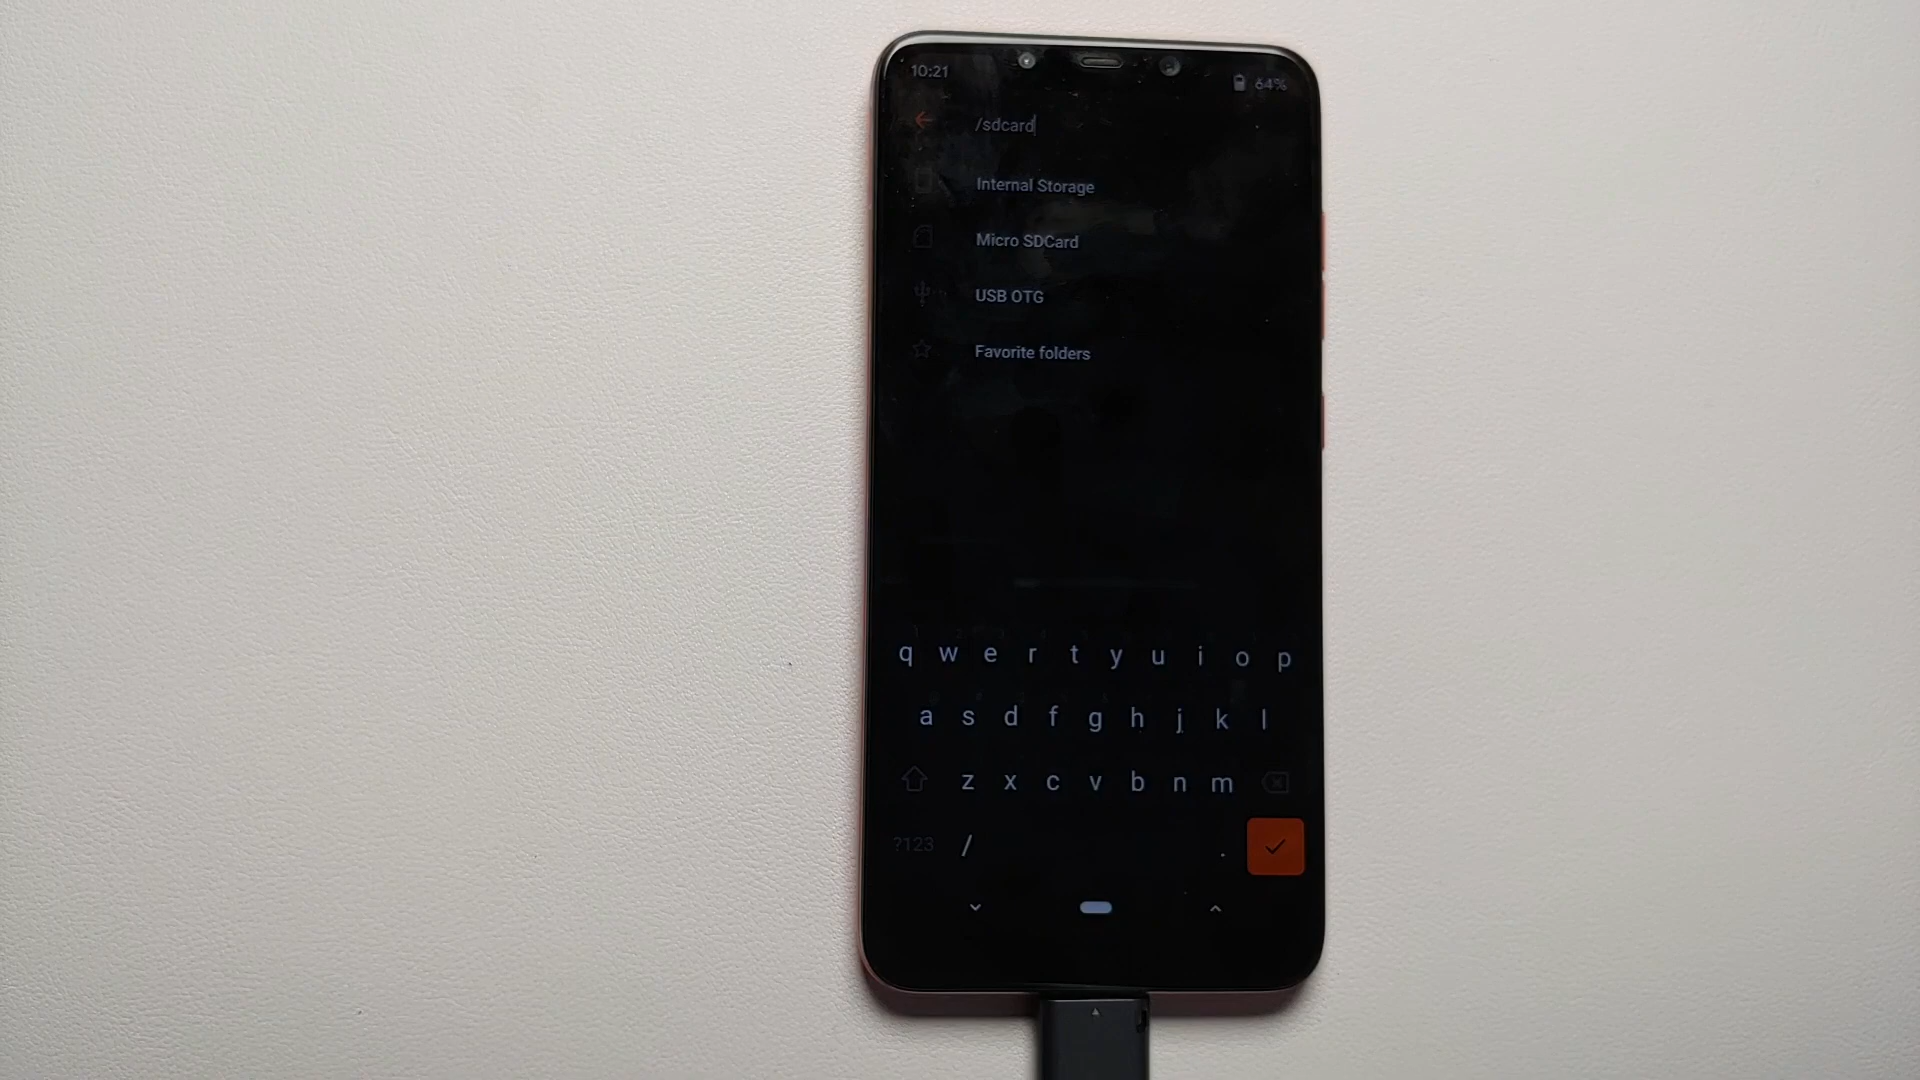 10:21
64%
/sdcard
Internal Storage
Micro SDCard
USB OTG
Favorite folders
q w e r t y u i o p
a s d f g h j k l
z x c v b n m
?123 / .